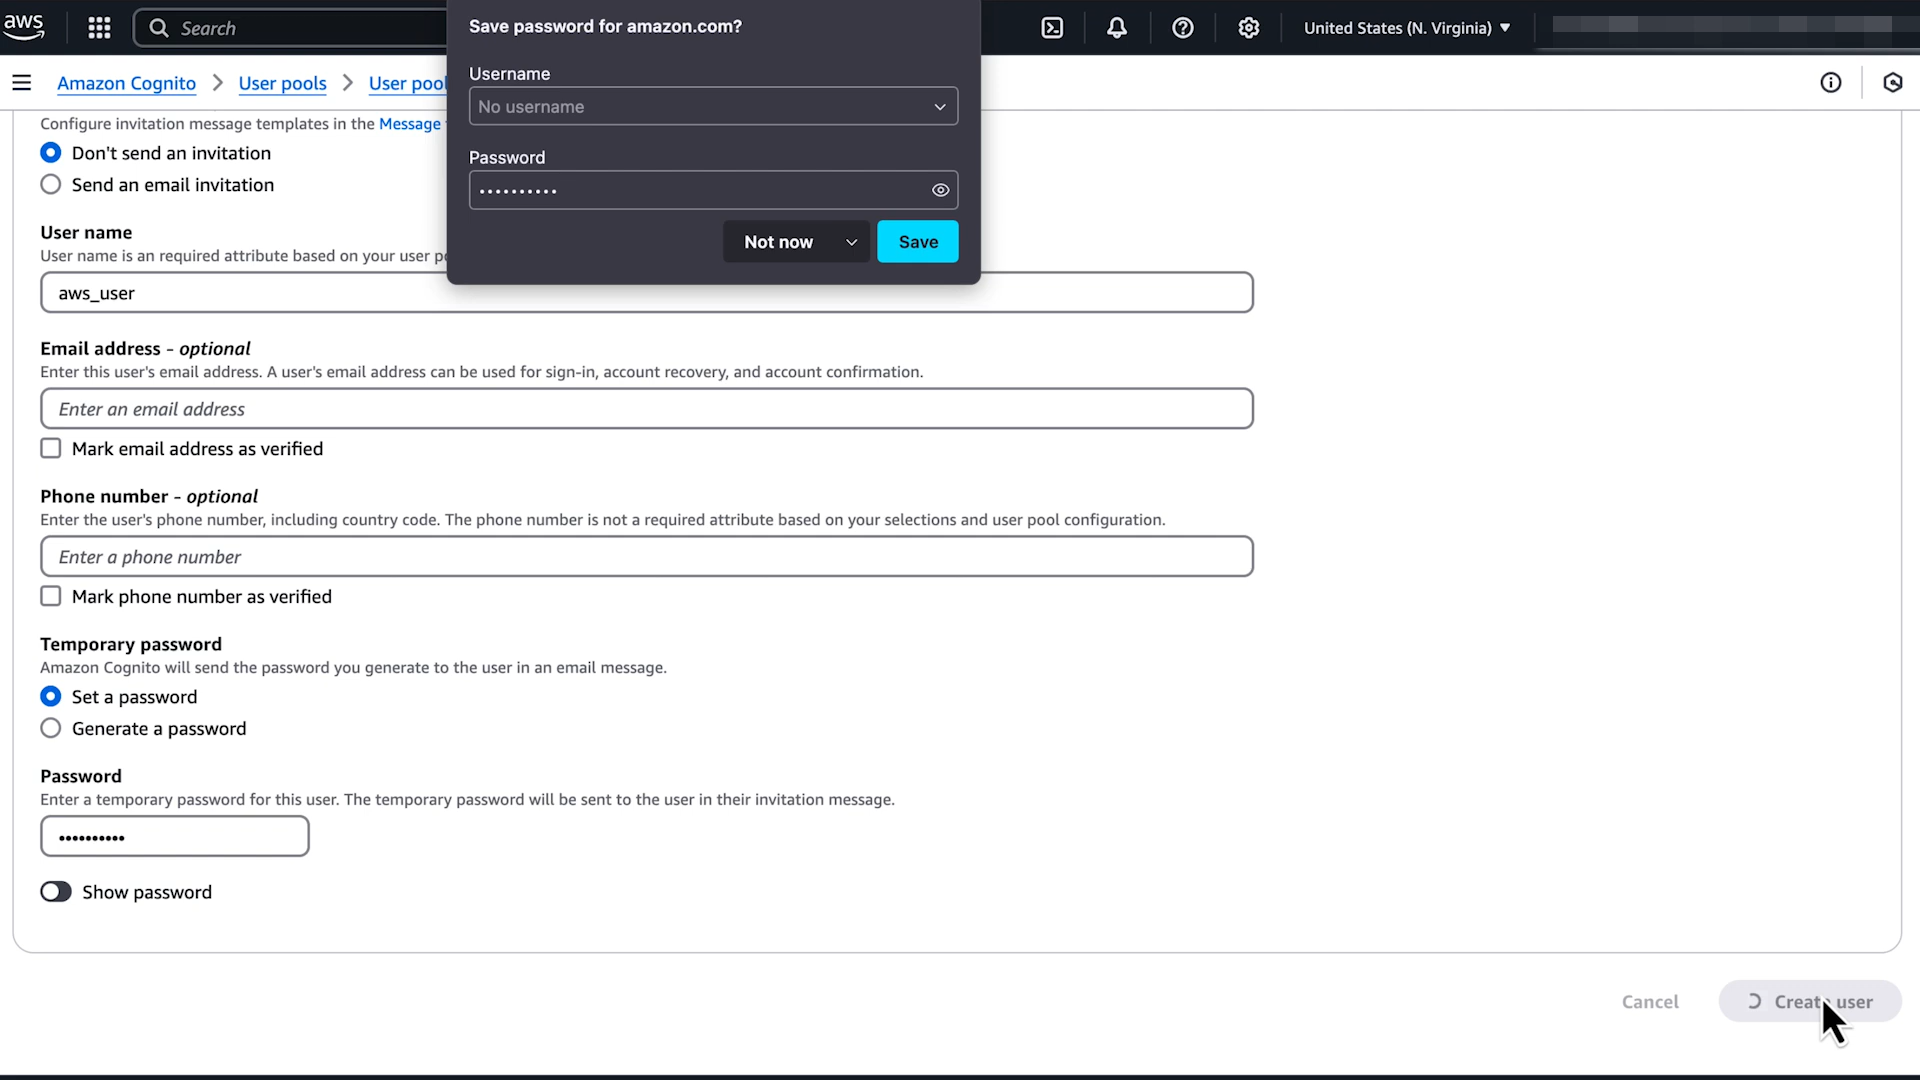 aws
Search
United States (N. Virginia)
Save password for amazon.com?
Username
No username
Password
••••••••••
Not now
Save
Amazon Cognito
User pools
User pool
Configure invitation message templates in the Message
Don't send an invitation
Send an email invitation
User name
User name is an required attribute based on your user
aws_user
Email address - optional
Enter this user's email address. A user's email address can be used for sign-in, account recovery, and account confirmation.
Enter an email address
Mark email address as verified
Phone number - optional
Enter the user's phone number, including country code. The phone number is not a required attribute based on your selections and user pool configuration.
Enter a phone number
Mark phone number as verified
Temporary password
Amazon Cognito will send the password you generate to the user in an email message.
Set a password
Generate a password
Password
Enter a temporary password for this user. The temporary password will be sent to the user in their invitation message.
••••••••••
Show password
Cancel
Create user